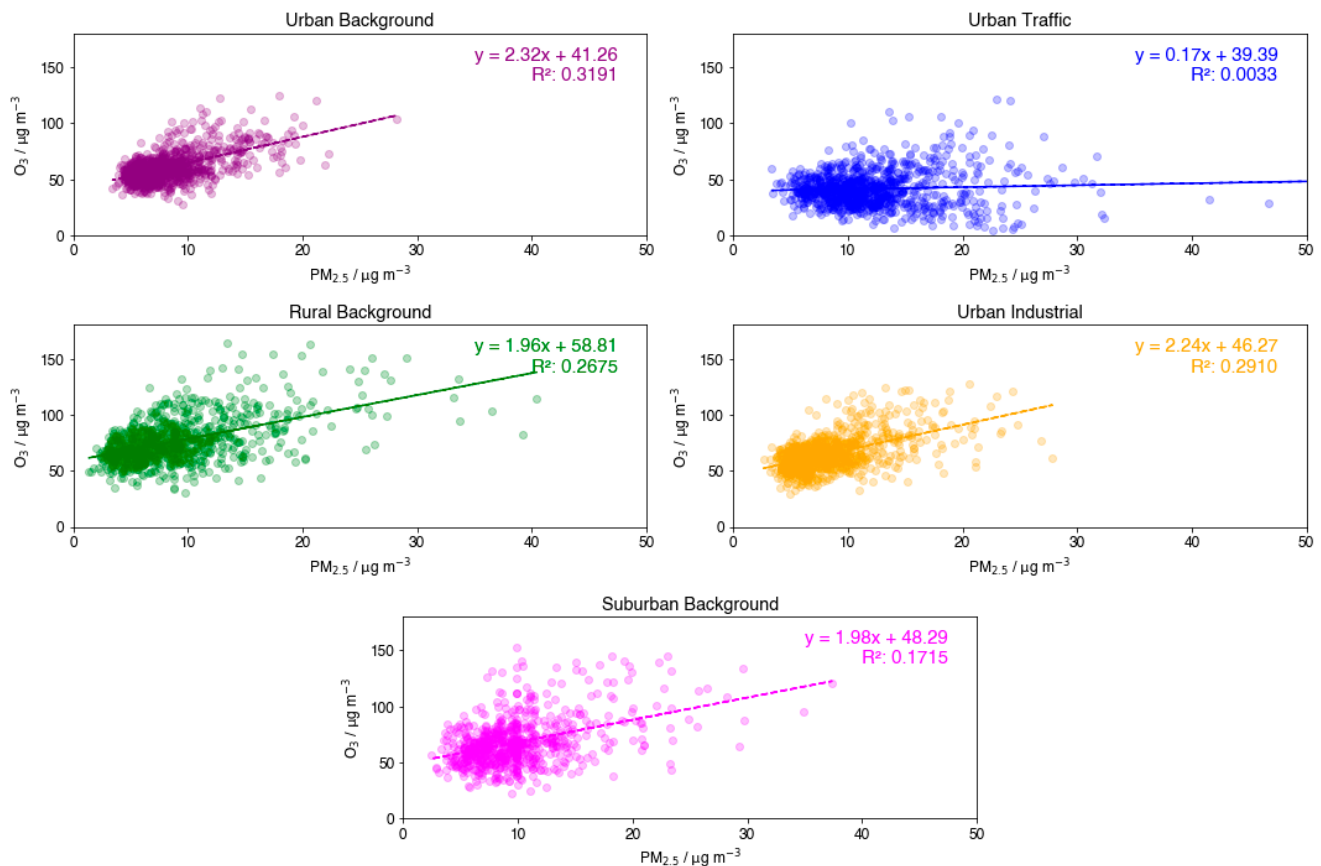 Urban Background
y = 2.32x + 41.26
R²: 0.3191
150
100
50
0
O₃ / μg m⁻³
0 10 20 30 40 50
PM₂.₅ / μg m⁻³
Urban Traffic
y = 0.17x + 39.39
R²: 0.0033
150
100
50
0
O₃ / μg m⁻³
0 10 20 30 40 50
PM₂.₅ / μg m⁻³
Rural Background
y = 1.96x + 58.81
R²: 0.2675
150
100
50
0
O₃ / μg m⁻³
0 10 20 30 40 50
PM₂.₅ / μg m⁻³
Urban Industrial
y = 2.24x + 46.27
R²: 0.2910
150
100
50
0
O₃ / μg m⁻³
0 10 20 30 40 50
PM₂.₅ / μg m⁻³
Suburban Background
y = 1.98x + 48.29
R²: 0.1715
150
100
50
0
O₃ / μg m⁻³
0 10 20 30 40 50
PM₂.₅ / μg m⁻³